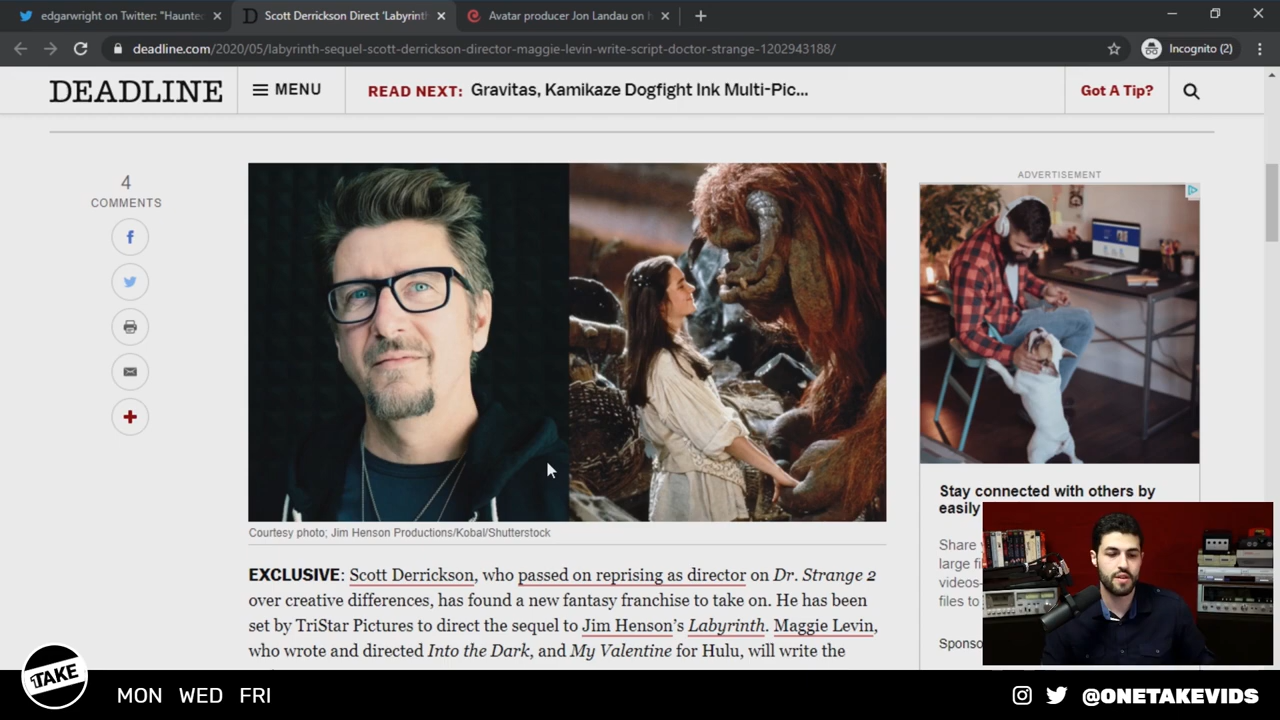 edgarwright on Twitter: "Haunted
Scott Derrickson Direct 'Labyrint
Avatar producer Jon Landau on h
deadline.com/2020/05/labyrinth-sequel-scott-derrickson-director-maggie-levin-write-script-doctor-strange-1202943188/
Incognito (2)
DEADLINE
MENU
READ NEXT: Gravitas, Kamikaze Dogfight Ink Multi-Pic...
Got A Tip?
4
COMMENTS
ADVERTISEMENT
Courtesy photo; Jim Henson Productions/Kobal/Shutterstock
EXCLUSIVE: Scott Derrickson, who passed on reprising as director on Dr. Strange 2
over creative differences, has found a new fantasy franchise to take on. He has been
set by TriStar Pictures to direct the sequel to Jim Henson's Labyrinth. Maggie Levin,
who wrote and directed Into the Dark, and My Valentine for Hulu, will write the
Stay connected with others by
easily
Share
large fi
videos-
files to
Sponso
1TAKE
MON WED FRI
@ONETAKEVIDS